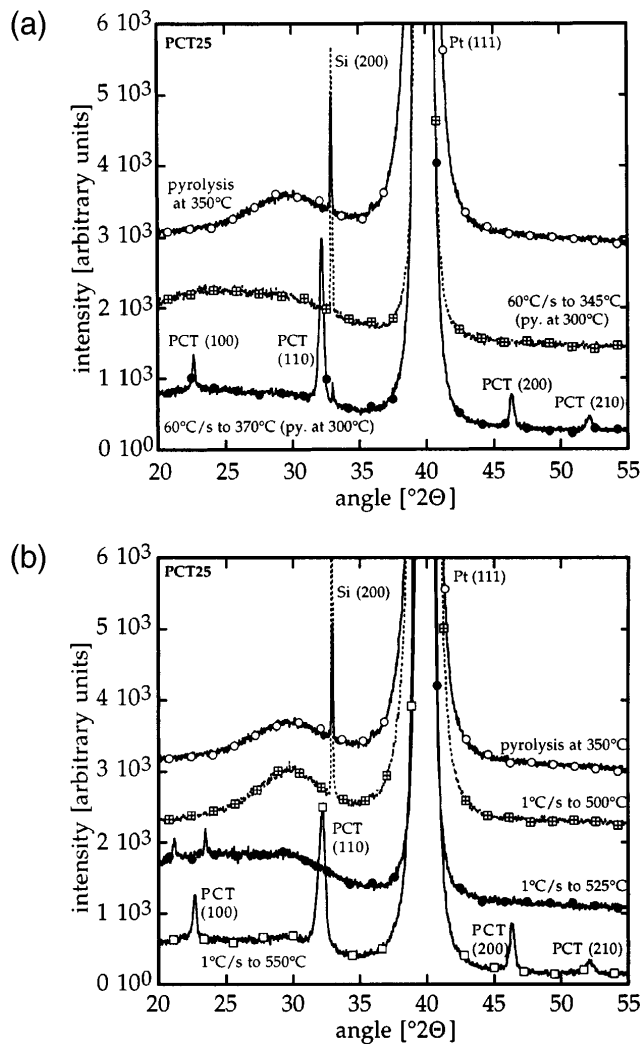 (a)
6 10³
PCT25
Pt (111)
Si (200)
5 10³
4 10³
pyrolysis
at 350°C
3 10³
60°C/s to 345°C
(py. at 300°C)
2 10³
PCT (100)
PCT
(110)
PCT (200)
1 10³
PCT (210)
60°C/s to 370°C (py. at 300°C)
0 10⁰
20 25 30 35 40 45 50 55
angle [°2Θ]
intensity [arbitrary units]
(b)
6 10³
PCT25
Pt (111)
Si (200)
5 10³
4 10³
pyrolysis at 350°C
3 10³
1°C/s to 500°C
2 10³
PCT
(110)
1°C/s to 525°C
PCT
(100)
1 10³
PCT
(200)
PCT (210)
1°C/s to 550°C
0 10⁰
20 25 30 35 40 45 50 55
angle [°2Θ]
intensity [arbitrary units]